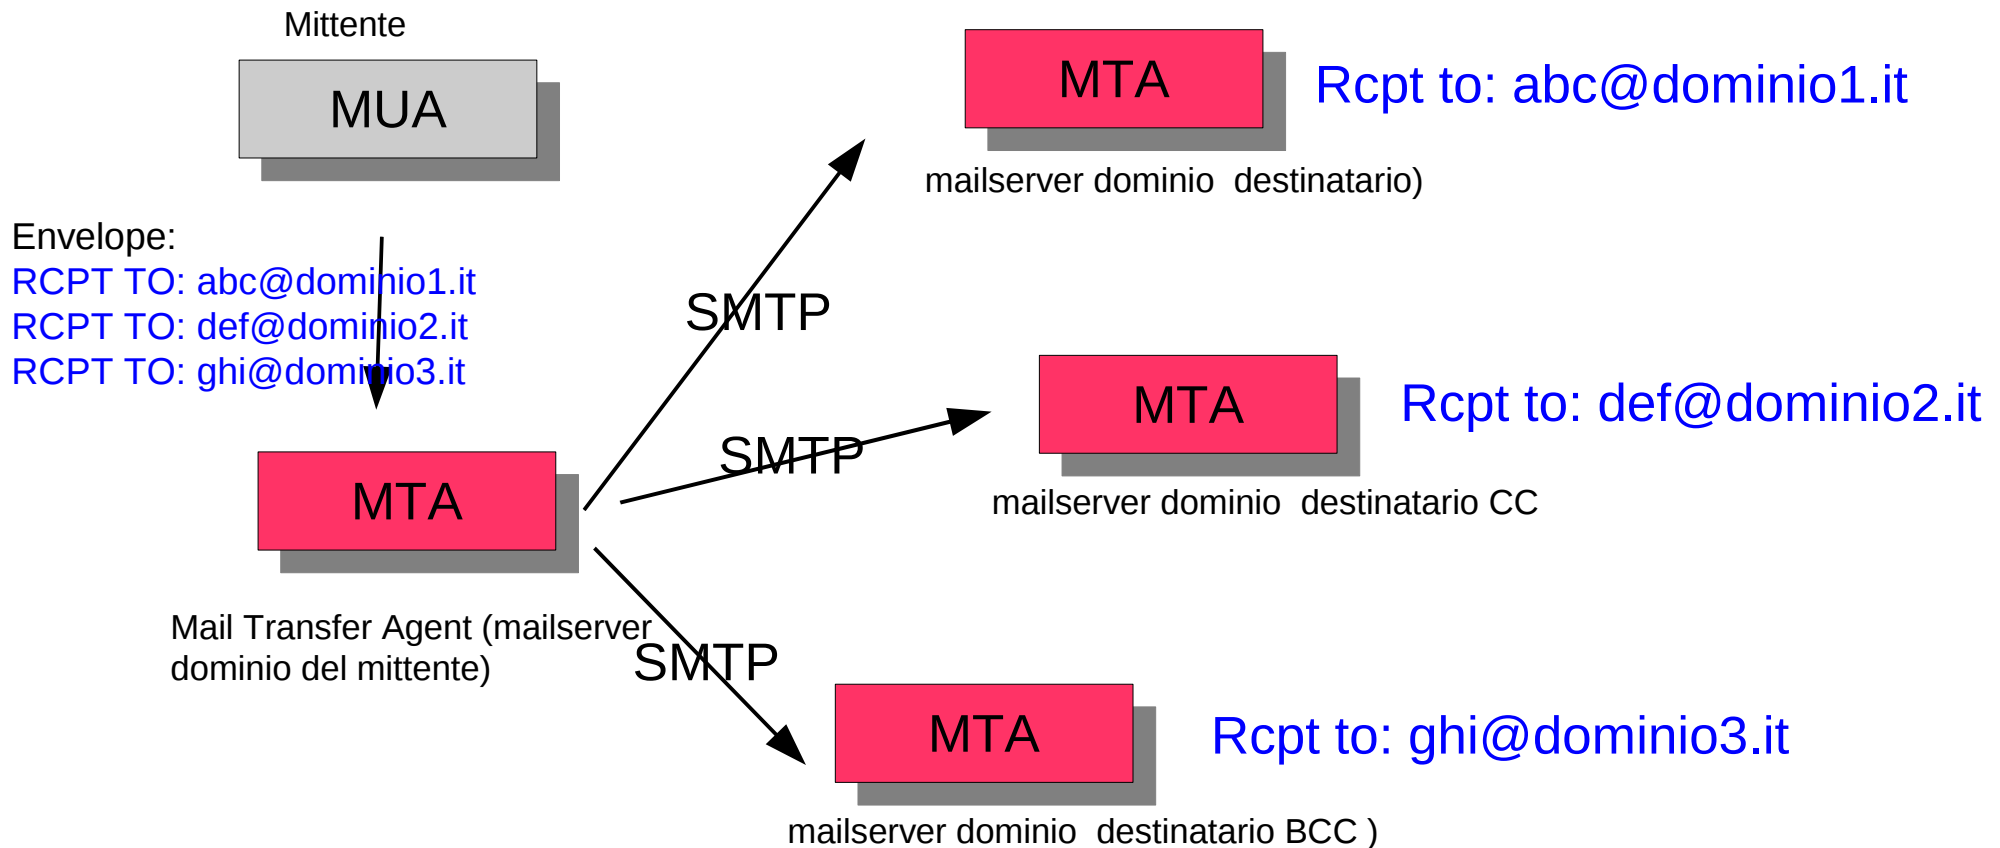 Mittente
MUA
Envelope:
RCPT TO: abc@dominio1.it
RCPT TO: def@dominio2.it
RCPT TO: ghi@dominio3.it
MTA
Mail Transfer Agent (mailserver
dominio del mittente)
SMTP
SMTP
SMTP
MTA
Rcpt to: abc@dominio1.it
mailserver dominio  destinatario)
MTA
Rcpt to: def@dominio2.it
mailserver dominio  destinatario CC
MTA
Rcpt to: ghi@dominio3.it
mailserver dominio  destinatario BCC )